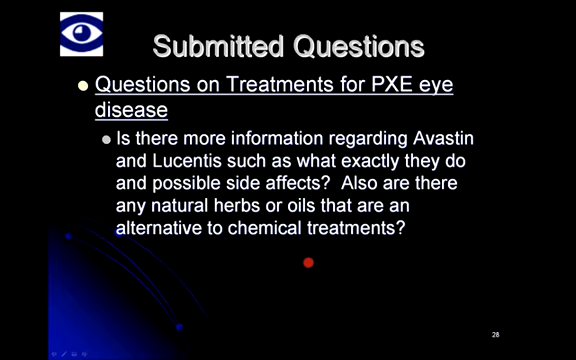 Submitted Questions
Questions on Treatments for PXE eye
disease
Is there more information regarding Avastin
and Lucentis such as what exactly they do
and possible side affects? Also are there
any natural herbs or oils that are an
alternative to chemical treatments?
28